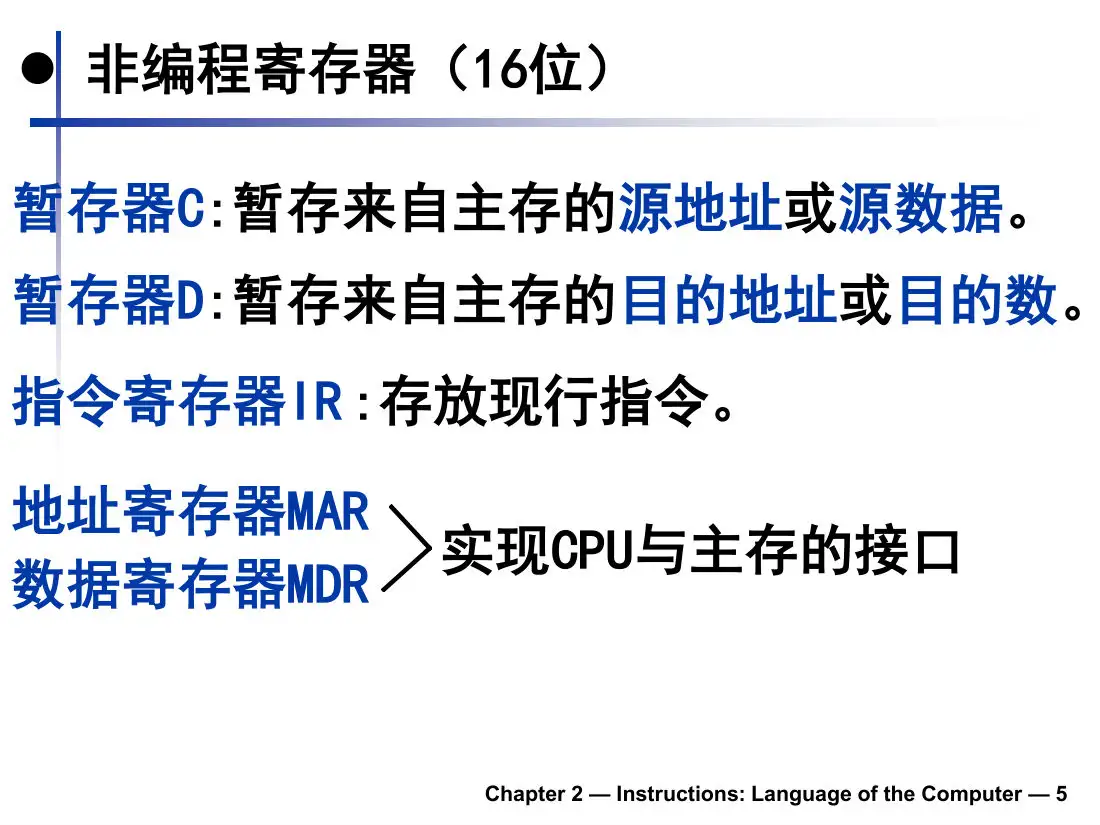 ● 非编程寄存器（16位）
暂存器C:暂存来自主存的源地址或源数据。
暂存器D:暂存来自主存的目的地址或目的数。
指令寄存器IR:存放现行指令。
地址寄存器MAR
数据寄存器MDR
实现CPU与主存的接口
Chapter 2 — Instructions: Language of the Computer — 5